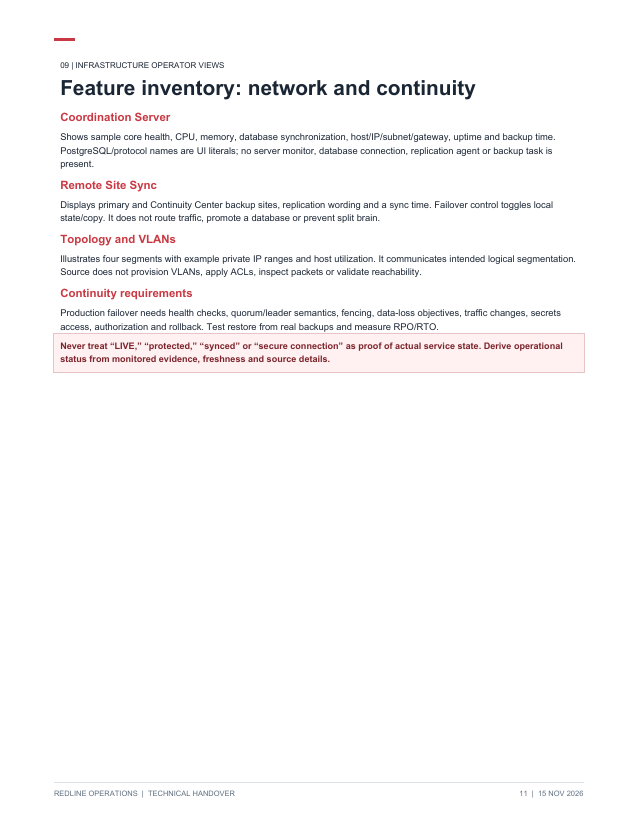 09 | INFRASTRUCTURE OPERATOR VIEWS
Feature inventory: network and continuity
Coordination Server
Shows sample core health, CPU, memory, database synchronization, host/IP/subnet/gateway, uptime and backup time.
PostgreSQL/protocol names are UI literals; no server monitor, database connection, replication agent or backup task is
present.
Remote Site Sync
Displays primary and Continuity Center backup sites, replication wording and a sync time. Failover control toggles local
state/copy. It does not route traffic, promote a database or prevent split brain.
Topology and VLANs
Illustrates four segments with example private IP ranges and host utilization. It communicates intended logical segmentation.
Source does not provision VLANs, apply ACLs, inspect packets or validate reachability.
Continuity requirements
Production failover needs health checks, quorum/leader semantics, fencing, data-loss objectives, traffic changes, secrets
access, authorization and rollback. Test restore from real backups and measure RPO/RTO.
Never treat “LIVE,” “protected,” “synced” or “secure connection” as proof of actual service state. Derive operational
status from monitored evidence, freshness and source details.
REDLINE OPERATIONS | TECHNICAL HANDOVER
11 | 15 NOV 2026